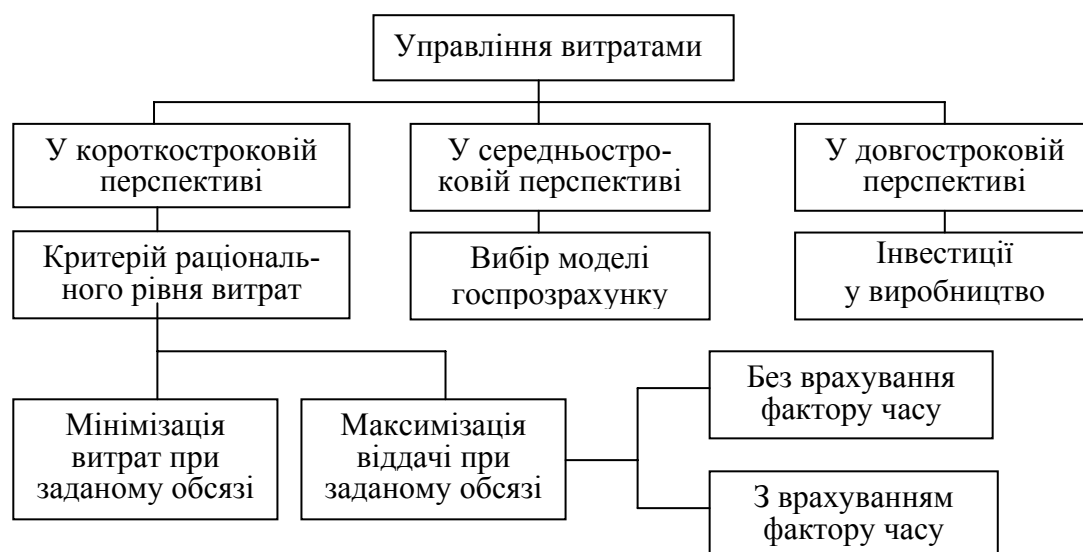 Управління витратами
У короткостроковій
перспективі
У середньостро-
ковій перспективі
У довгостроковій
перспективі
Критерій раціональ-
ного рівня витрат
Вибір моделі
госпрозрахунку
Інвестиції
у виробництво
Мінімізація
витрат при
заданому обсязі
Максимізація
віддачі при
заданому обсязі
Без врахування
фактору часу
З врахуванням
фактору часу